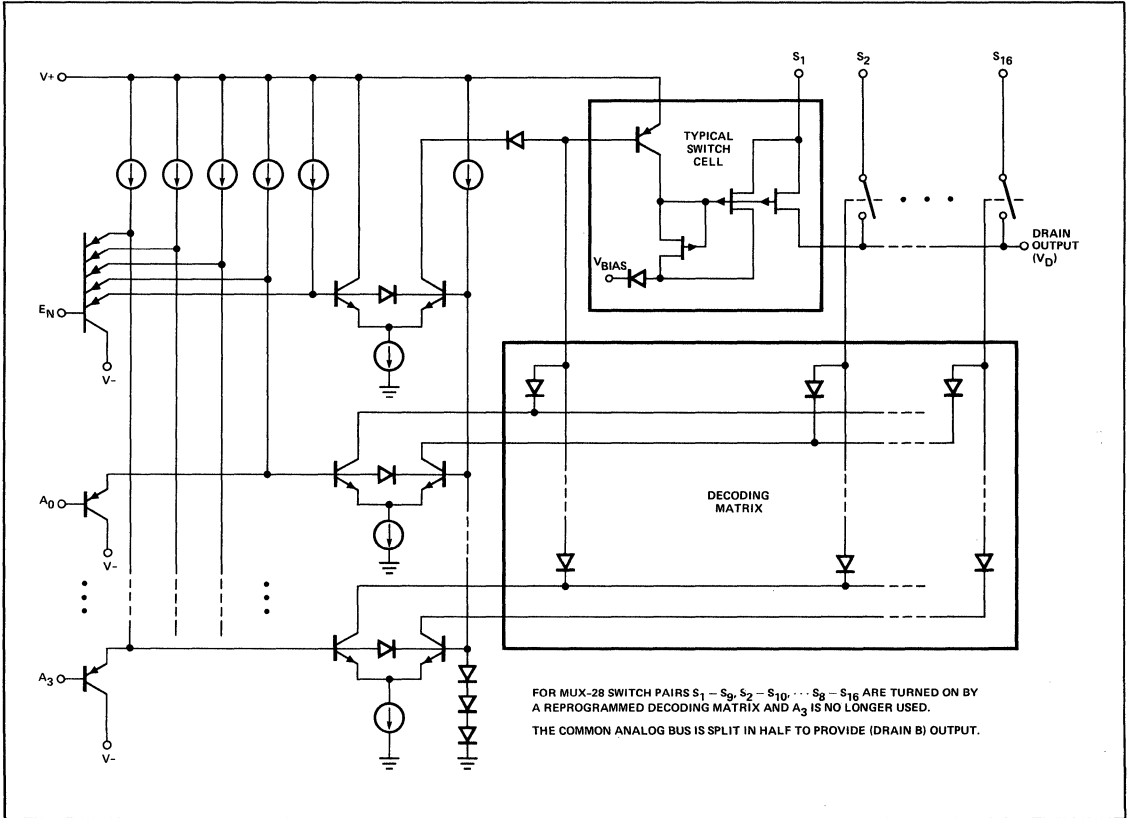 V+
S1
S2
S16
TYPICAL
SWITCH
CELL
DRAIN
OUTPUT
(VD)
VBIAS
EN
V-
DECODING
MATRIX
A0
V-
A3
V-
FOR MUX-28 SWITCH PAIRS S1 – S9, S2 – S10, ··· S8 – S16 ARE TURNED ON BY
A REPROGRAMMED DECODING MATRIX AND A3 IS NO LONGER USED.
THE COMMON ANALOG BUS IS SPLIT IN HALF TO PROVIDE (DRAIN B) OUTPUT.